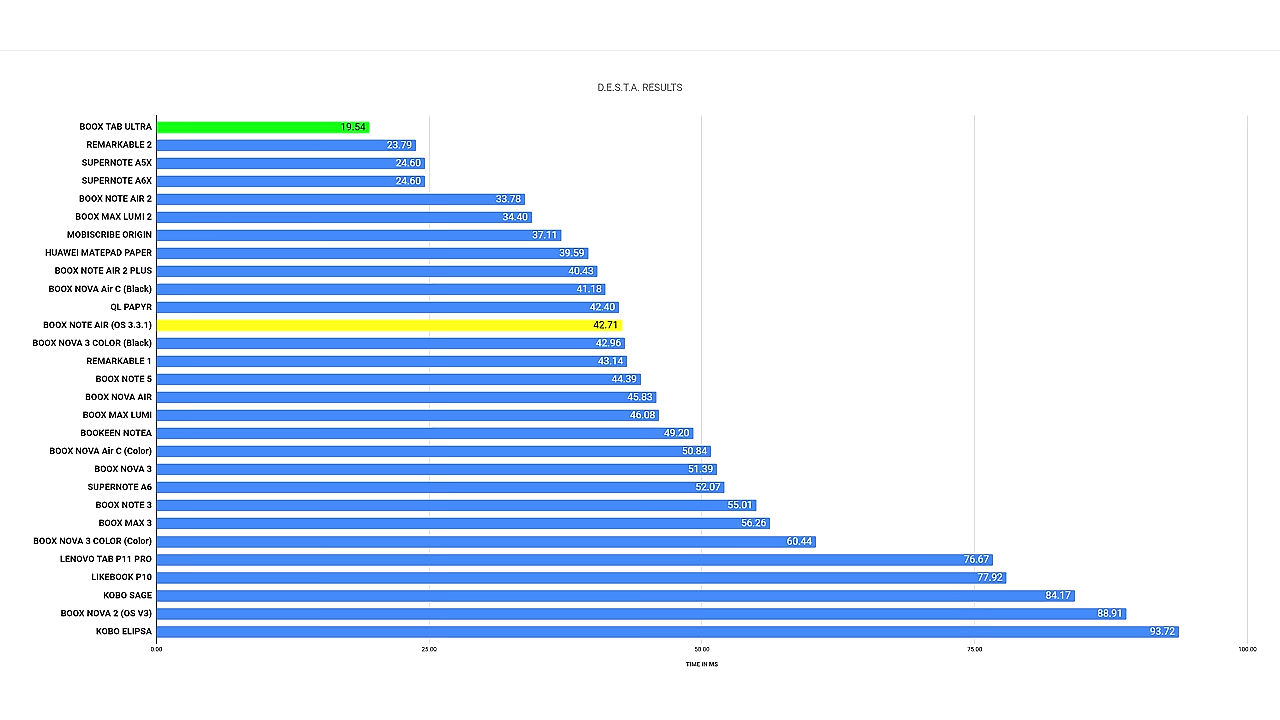 D.E.S.T.A. RESULTS
BOOX TAB ULTRA 19.54
REMARKABLE 2 23.79
SUPERNOTE A5X 24.60
SUPERNOTE A6X 24.60
BOOX NOTE AIR 2 33.78
BOOX MAX LUMI 2 34.40
MOBISCRIBE ORIGIN 37.11
HUAWEI MATEPAD PAPER 39.59
BOOX NOTE AIR 2 PLUS 40.43
BOOX NOVA Air C (Black) 41.18
QL PAPYR 42.40
BOOX NOTE AIR (OS 3.3.1) 42.71
BOOX NOVA 3 COLOR (Black) 42.96
REMARKABLE 1 43.14
BOOX NOTE 5 44.39
BOOX NOVA AIR 45.83
BOOX MAX LUMI 46.08
BOOKEEN NOTEA 49.20
BOOX NOVA Air C (Color) 50.84
BOOX NOVA 3 51.39
SUPERNOTE A6 52.07
BOOX NOTE 3 55.01
BOOX MAX 3 56.26
BOOX NOVA 3 COLOR (Color) 60.44
LENOVO TAB P11 PRO 76.67
LIKEBOOK P10 77.92
KOBO SAGE 84.17
BOOX NOVA 2 (OS V3) 88.91
KOBO ELIPSA 93.72
0.00 25.00 50.00 75.00 100.00
TIME IN MS